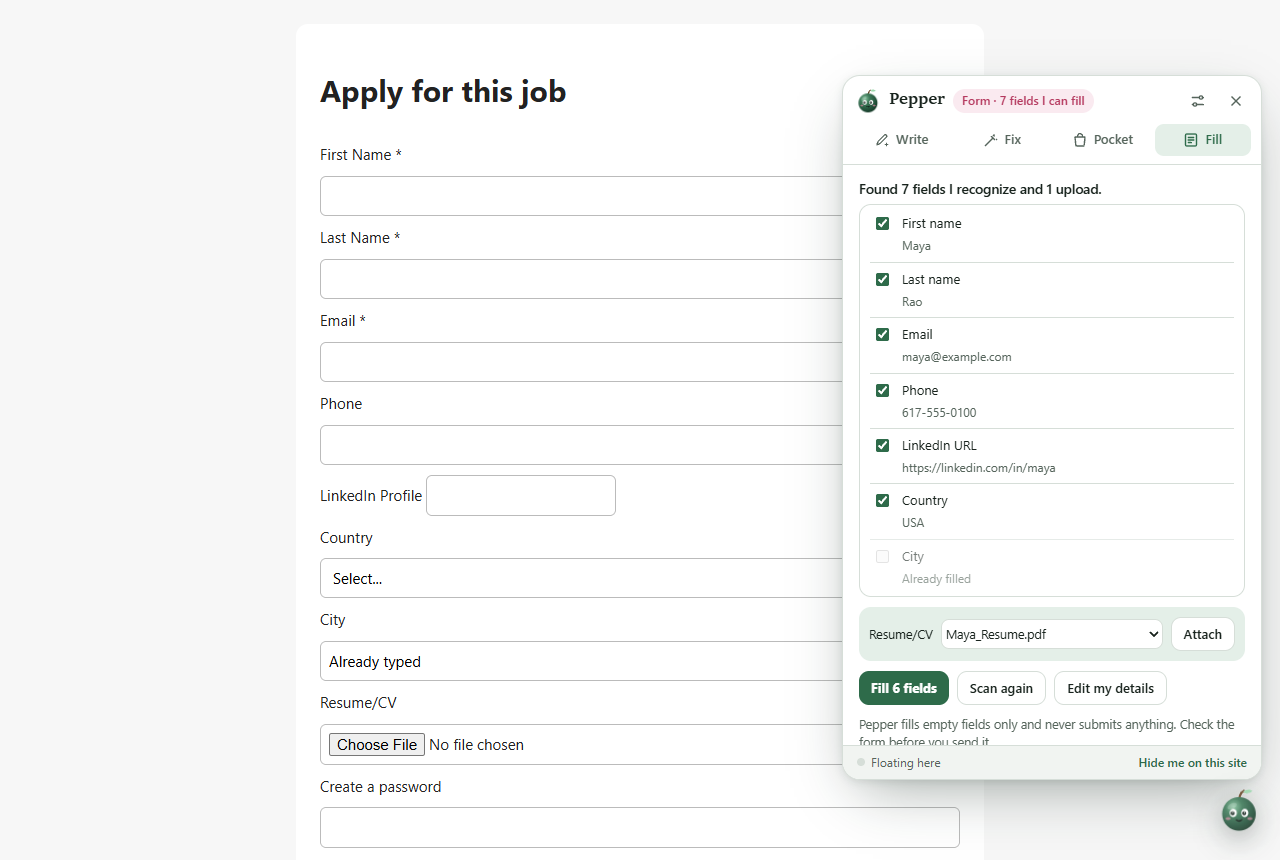 Apply for this job
First Name *
Last Name *
Email *
Phone
LinkedIn Profile
Country
Select...
City
Already typed
Resume/CV
Choose File No file chosen
Create a password
Pepper
Form · 7 fields I can fill
Write
Fix
Pocket
Fill
Found 7 fields I recognize and 1 upload.
First name
Maya
Last name
Rao
Email
maya@example.com
Phone
617-555-0100
LinkedIn URL
https://linkedin.com/in/maya
Country
USA
City
Already filled
Resume/CV
Maya_Resume.pdf
Attach
Fill 6 fields
Scan again
Edit my details
Pepper fills empty fields only and never submits anything. Check the
form before you send it
Floating here
Hide me on this site